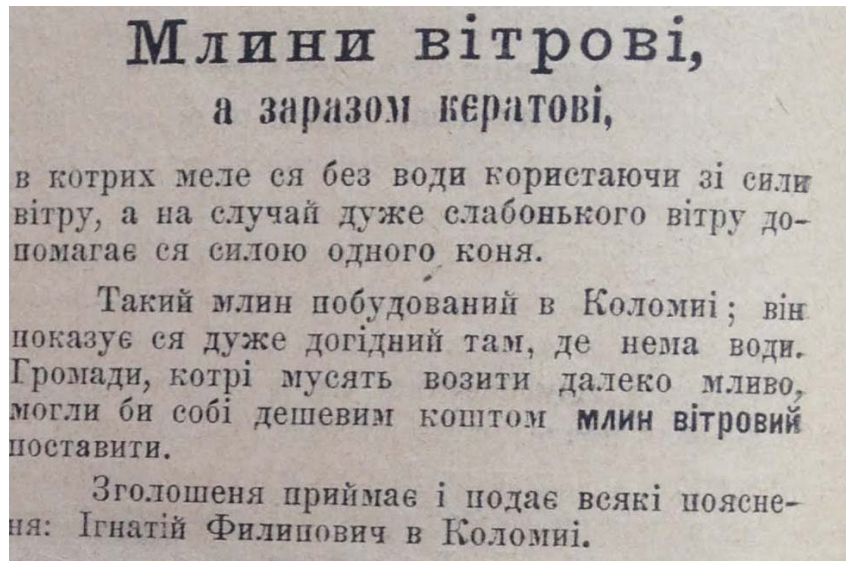 Млини вітрові,
а заразом кєратові,
в котрих меле ся без води користаючи зі сили
вітру, а на случай дуже слабонького вітру до-
помагає ся силою одного коня.
Такий млин побудований в Коломиї; він
показує ся дуже догідний там, де нема води.
Громади, котрі мусять возити далеко мливо,
могли би собі дешевим коштом млин вітровий
поставити.
Зголошеня приймає і подає всякі поясне-
ня: Ігнатій Филипович в Коломиї.